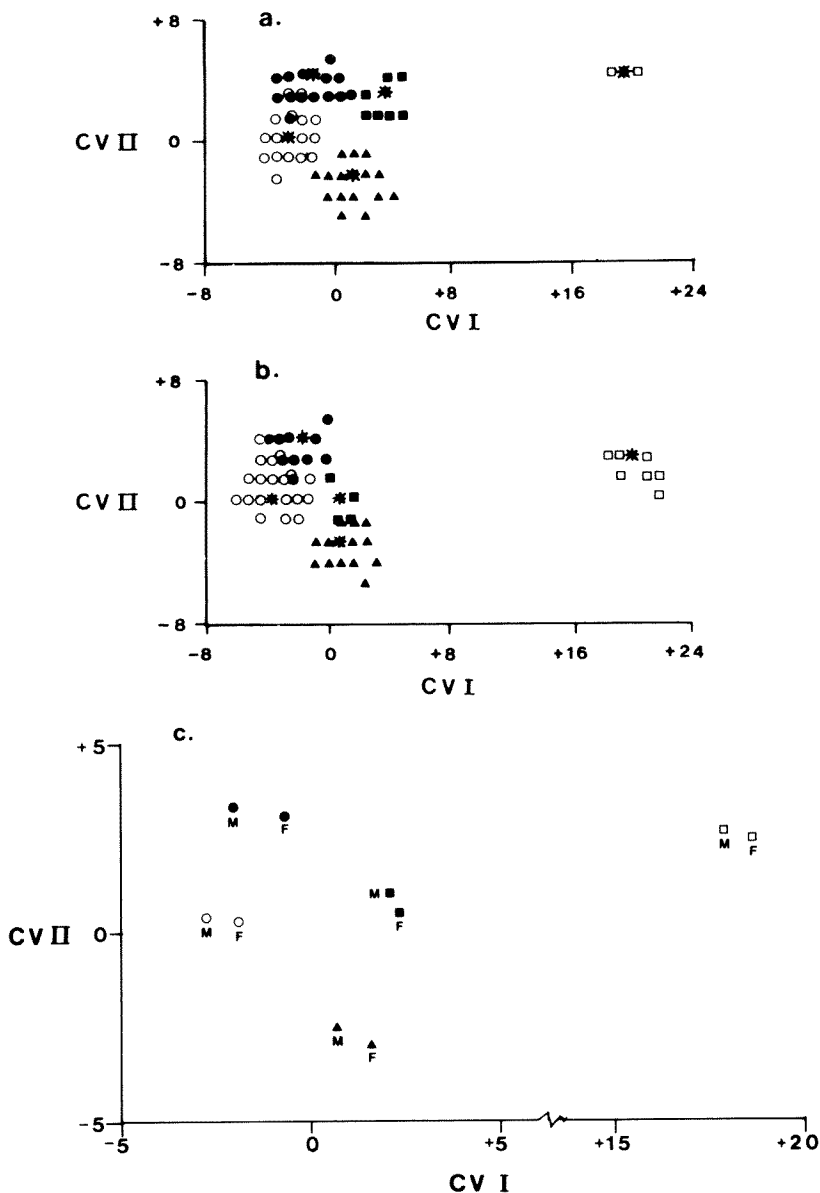 a.
+8
CV II 0
-8
-8 0 +8 +16 +24
CV I
b.
+8
CV II 0
-8
-8 0 +8 +16 +24
CV I
c.
+5
M F
M F
M
F
M F
CV II 0
M F
-5
-5 0 +5 +15 +20
CV I